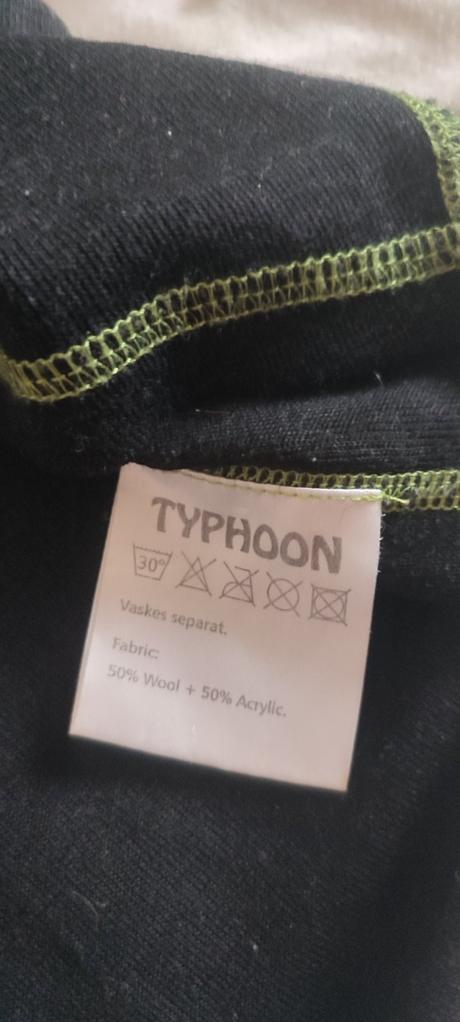 TYPHOON
30°
Vaskes separat.
Fabric:
50% Wool + 50% Acrylic.